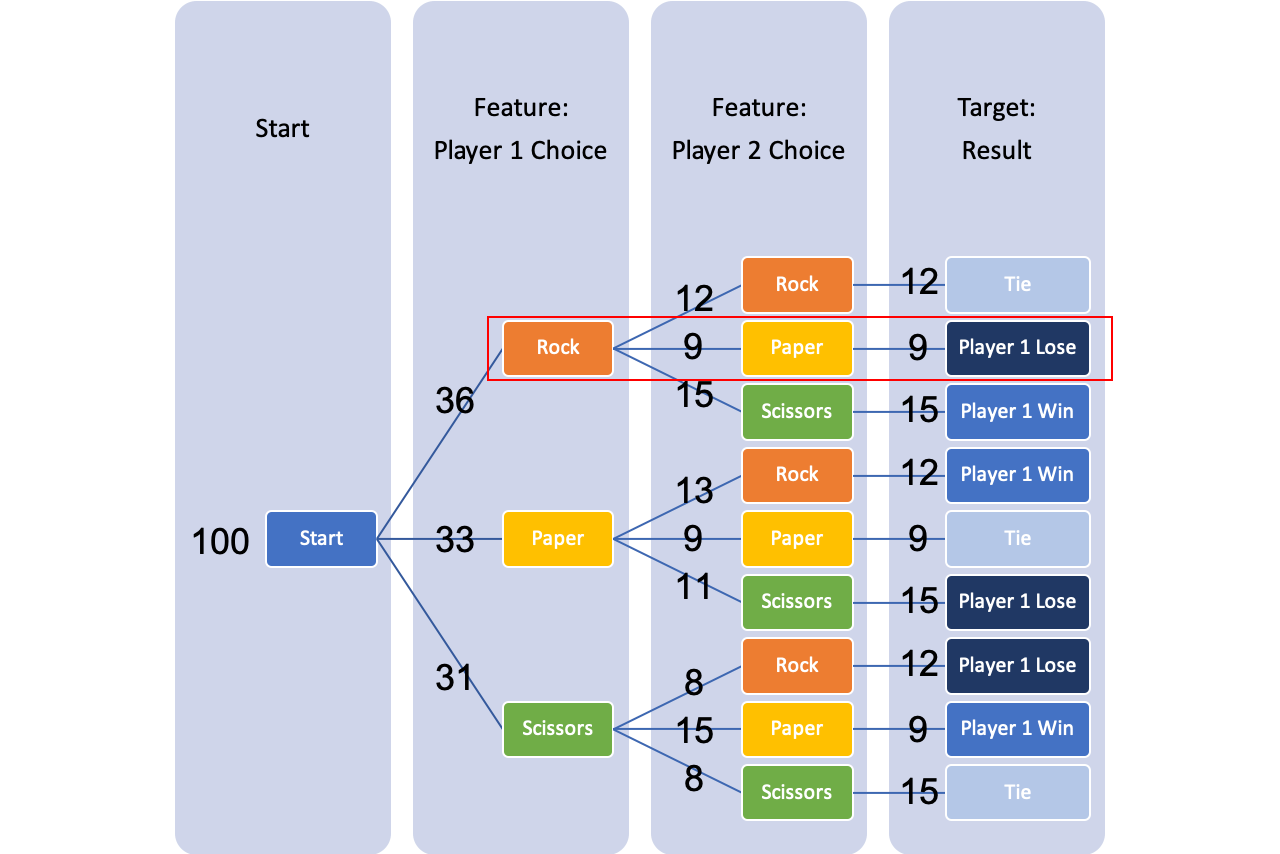 Start
Feature:
Player 1 Choice
Feature:
Player 2 Choice
Target:
Result
12
Rock
12
Tie
Rock
9
Paper
9
Player 1 Lose
36
15
Scissors
15
Player 1 Win
13
Rock
12
Player 1 Win
100
Start
33
Paper
9
Paper
9
Tie
11
Scissors
15
Player 1 Lose
31
8
Rock
12
Player 1 Lose
Scissors
15
Paper
9
Player 1 Win
8
Scissors
15
Tie